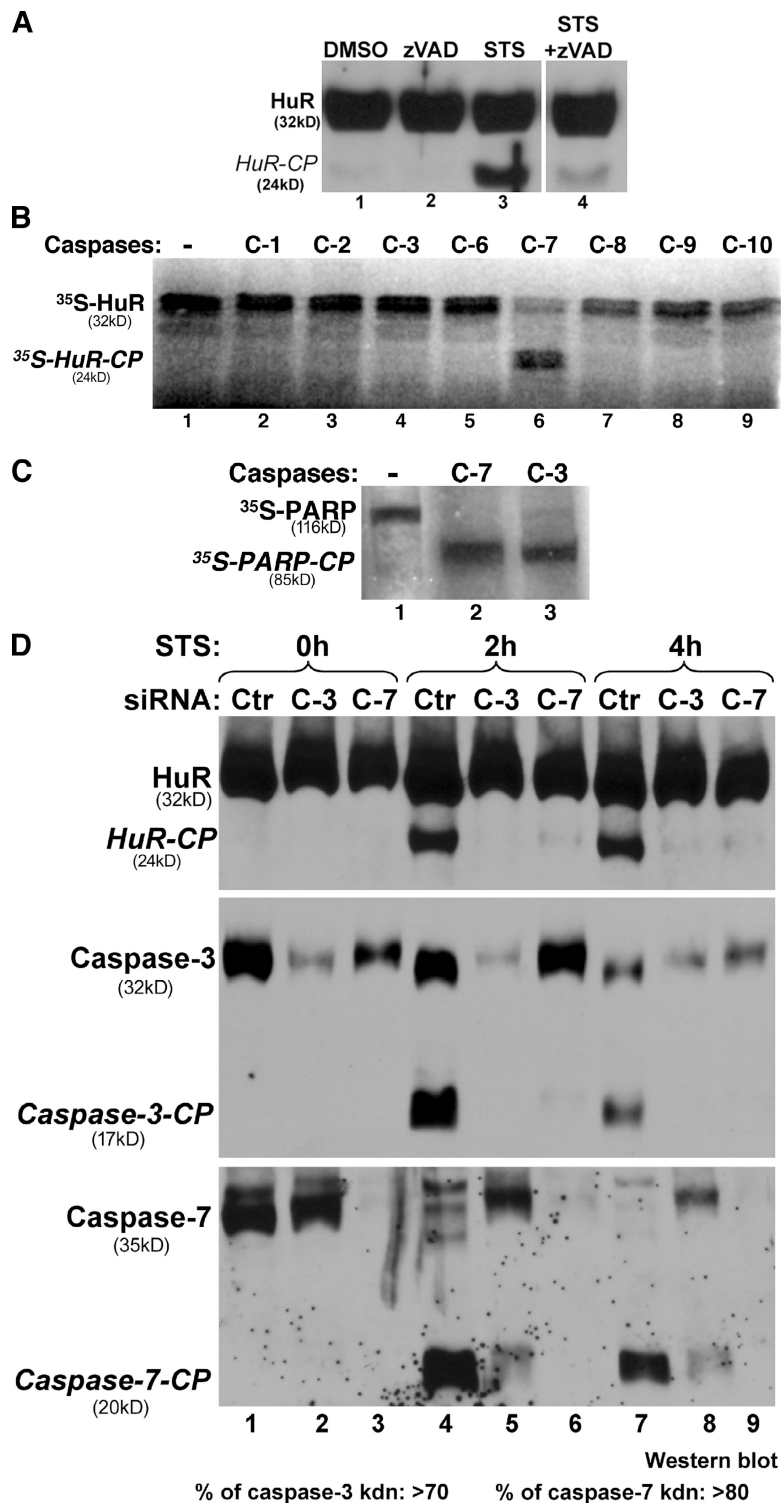 A
DMSO zVAD STS STS +zVAD
HuR
(32kD)
HuR-CP
(24kD)
1 2 3 4
B
Caspases: - C-1 C-2 C-3 C-6 C-7 C-8 C-9 C-10
35S-HuR
(32kD)
35S-HuR-CP
(24kD)
1 2 3 4 5 6 7 8 9
C
Caspases: - C-7 C-3
35S-PARP
(116kD)
35S-PARP-CP
(85kD)
1 2 3
D
STS: 0h 2h 4h
siRNA: Ctr C-3 C-7 Ctr C-3 C-7 Ctr C-3 C-7
HuR
(32kD)
HuR-CP
(24kD)
Caspase-3
(32kD)
Caspase-3-CP
(17kD)
Caspase-7
(35kD)
Caspase-7-CP
(20kD)
1 2 3 4 5 6 7 8 9
Western blot
% of caspase-3 kdn: >70 % of caspase-7 kdn: >80